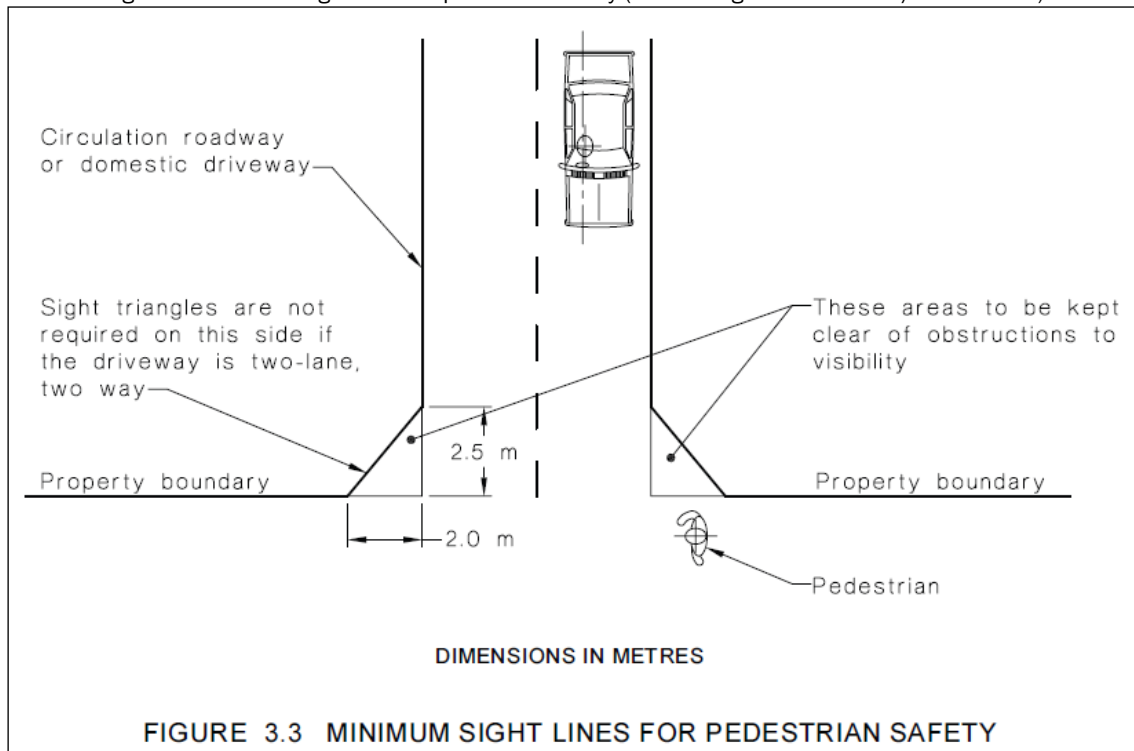 Circulation roadway
or domestic driveway
Sight triangles are not
required on this side if
the driveway is two-lane,
two way
These areas to be kept
clear of obstructions to
visibility
2.5 m
Property boundary
Property boundary
2.0 m
Pedestrian
DIMENSIONS IN METRES
FIGURE 3.3 MINIMUM SIGHT LINES FOR PEDESTRIAN SAFETY